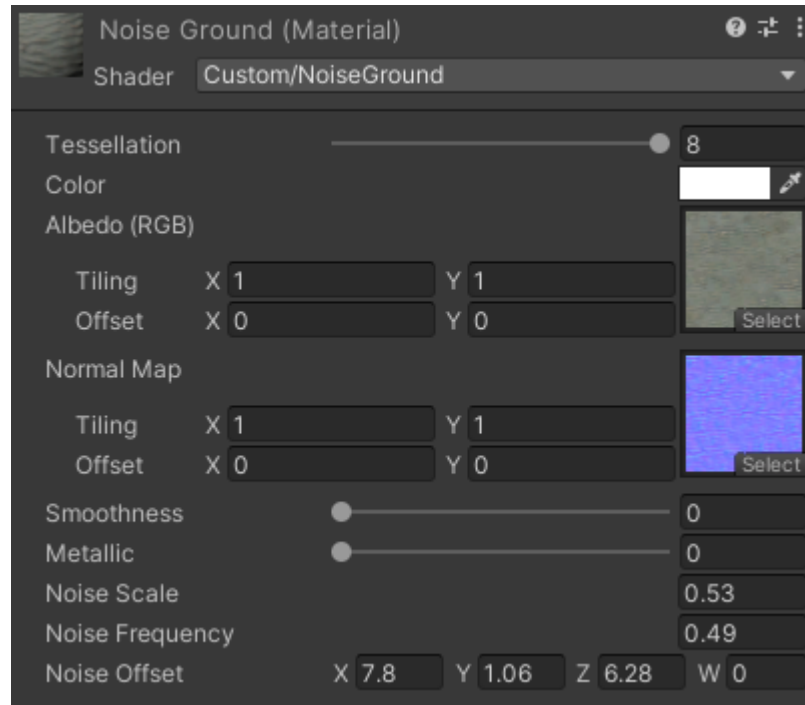 Noise Ground (Material)
Shader Custom/NoiseGround
Tessellation 8
Color
Albedo (RGB)
Tiling X 1 Y 1
Offset X 0 Y 0
Select
Normal Map
Tiling X 1 Y 1
Offset X 0 Y 0
Select
Smoothness 0
Metallic 0
Noise Scale 0.53
Noise Frequency 0.49
Noise Offset X 7.8 Y 1.06 Z 6.28 W 0